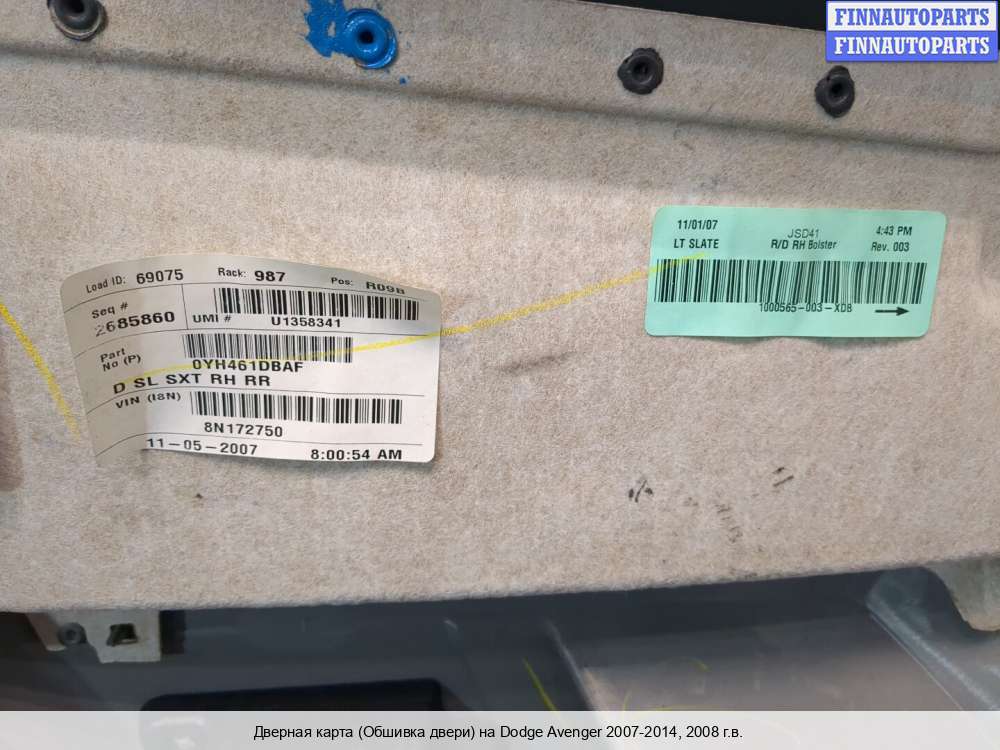 FINNAUTOPARTS
FINNAUTOPARTS
11/01/07 JSD41 4:43 PM
LT SLATE R/D RH Bolster Rev. 003
1000565-003-XDB
Load ID: 69075 Rack: 987 Pos: R09B
Seq #
2685860
UMI # U1358341
Part
No (P) 0YH461DBAF
D SL SXT RH RR
VIN (I8N)
8N172750
11-05-2007 8:00:54 AM
Дверная карта (Обшивка двери) на Dodge Avenger 2007-2014, 2008 г.в.